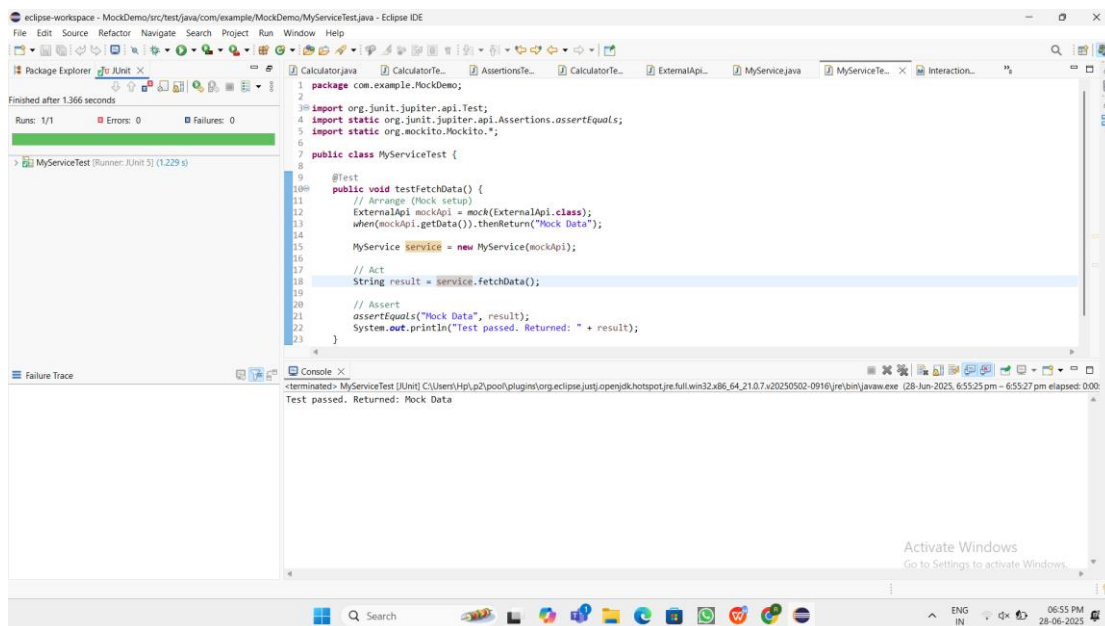 eclipse-workspace - MockDemo/src/test/java/com/example/MockDemo/MyServiceTest.java - Eclipse IDE
File Edit Source Refactor Navigate Search Project Run Window Help
Package Explorer JUnit
Finished after 1.366 seconds
Runs: 1/1 Errors: 0 Failures: 0
MyServiceTest [Runner: JUnit 5] (1.229 s)
Calculator.java CalculatorTe... AssertionsTe... CalculatorTe... ExternalApi... MyService.java MyServiceTe... Interaction...
1 package com.example.MockDemo;
2
3 import org.junit.jupiter.api.Test;
4 import static org.junit.jupiter.api.Assertions.assertEquals;
5 import static org.mockito.Mockito.*;
6
7 public class MyServiceTest {
8
9 @Test
10 public void testFetchData() {
11 // Arrange (Mock setup)
12 ExternalApi mockApi = mock(ExternalApi.class);
13 when(mockApi.getData()).thenReturn("Mock Data");
14
15 MyService service = new MyService(mockApi);
16
17 // Act
18 String result = service.fetchData();
19
20 // Assert
21 assertEquals("Mock Data", result);
22 System.out.println("Test passed. Returned: " + result);
23 }
Failure Trace
Console
<terminated> MyServiceTest [JUnit] C:\Users\Hp\.p2\pool\plugins\org.eclipse.justj.openjdk.hotspot.jre.full.win32.x86_64_21.0.7.v20250502-0916\jre\bin\javaw.exe (28-Jun-2025, 6:55:25 pm – 6:55:27 pm elapsed: 0:00:
Test passed. Returned: Mock Data
Activate Windows
Go to Settings to activate Windows.
Search
ENG
IN
06:55 PM
28-06-2025